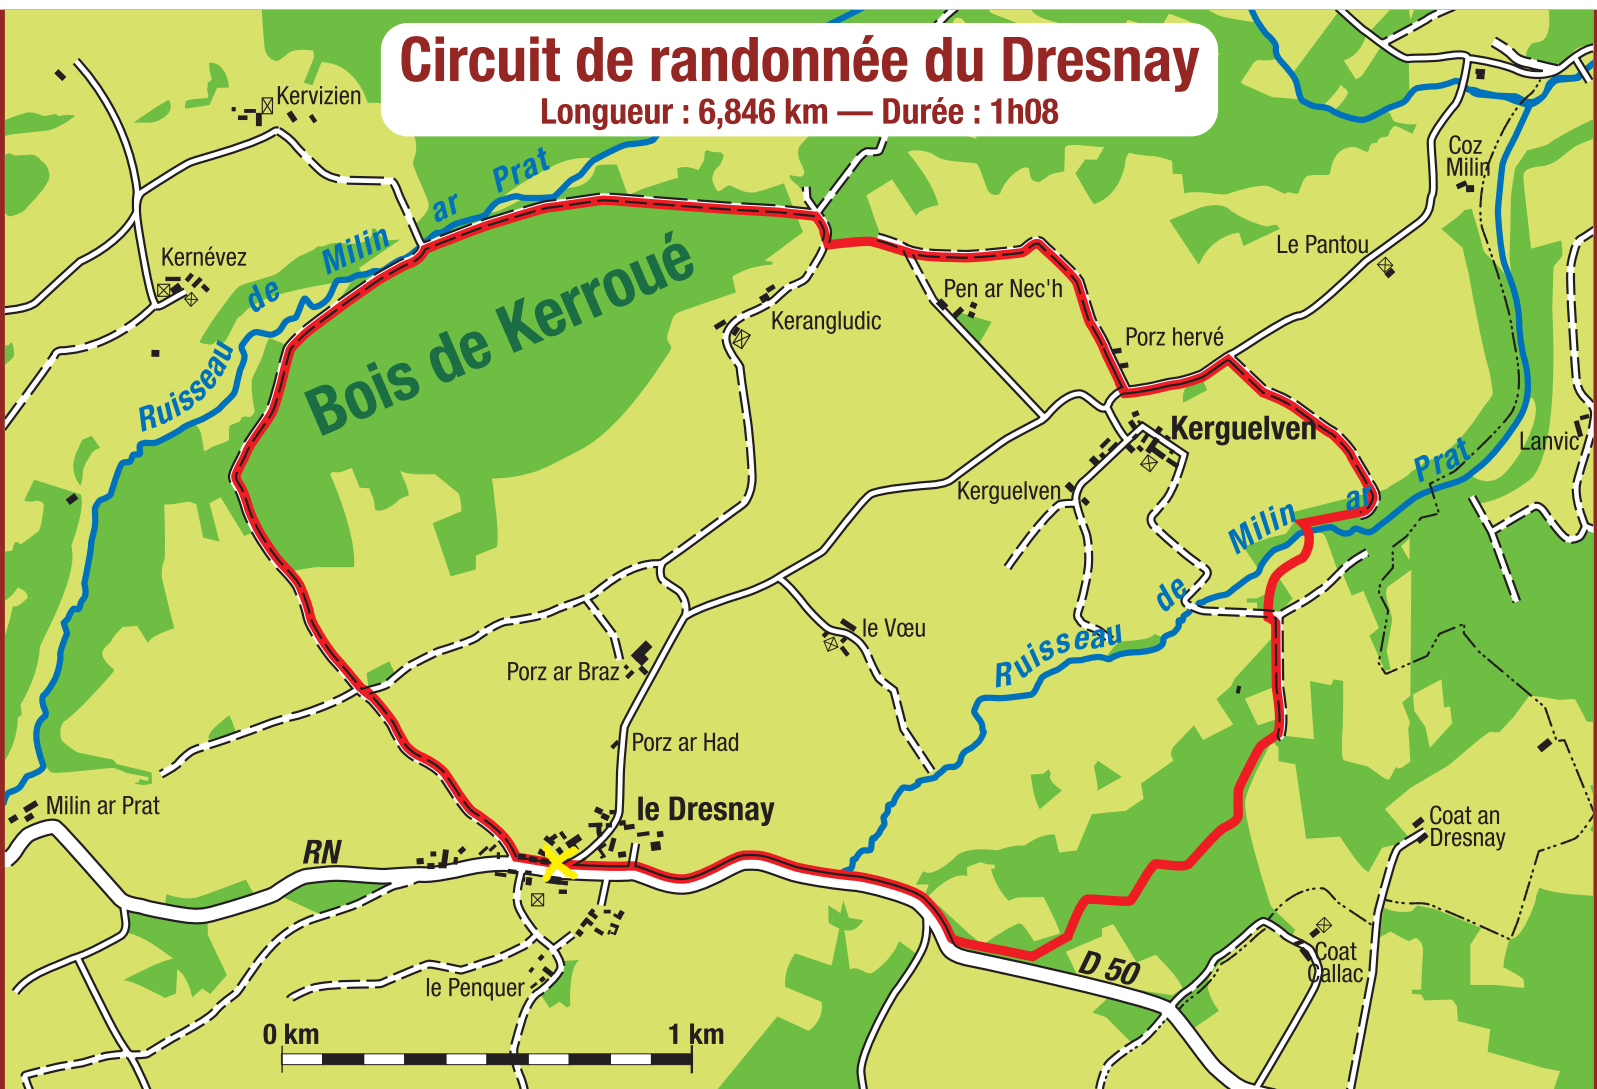 Circuit de randonnée du Dresnay
Longueur : 6,846 km — Durée : 1h08
Kervizien
Coz
Milin
Ruisseau de Milin ar Prat
Kernévez
Le Pantou
Bois de Kerroué
Pen ar Nec'h
Kerangludic
Porz hervé
Kerguelven
Lanvic
Kerguelven
Ruisseau de Milin ar Prat
le Vœu
Porz ar Braz
Porz ar Had
Milin ar Prat
le Dresnay
Coat an
Dresnay
RN
D 50
Coat
Callac
le Penquer
0 km
1 km